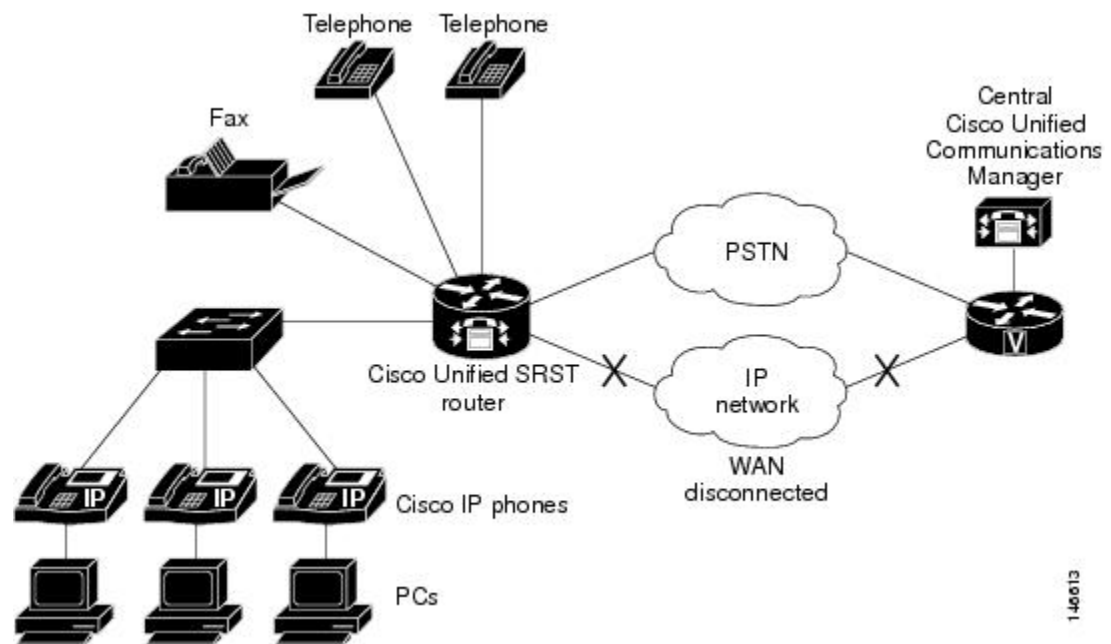 Telephone
Telephone
Fax
Central
Cisco Unified
Communications
Manager
PSTN
V
Cisco Unified SRST
router
IP
network
WAN
disconnected
IP
IP
IP
Cisco IP phones
PCs
146613